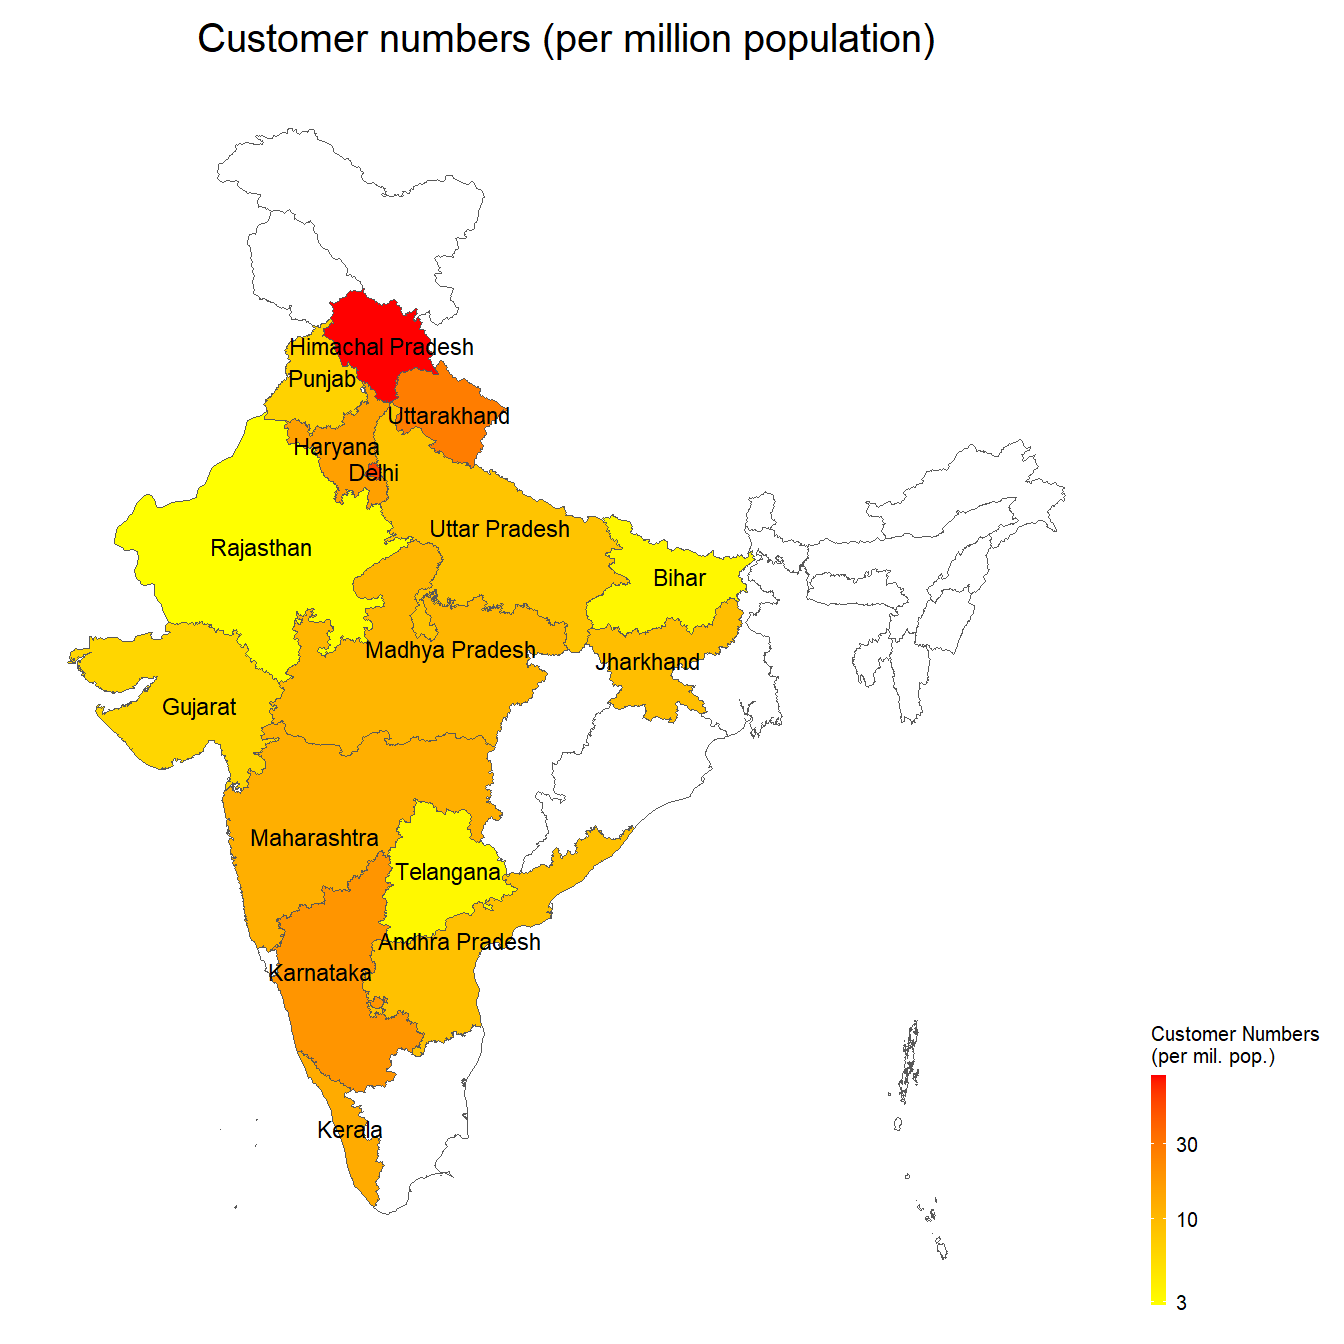 Customer numbers (per million population)
Himachal Pradesh
Punjab
Uttarakhand
Haryana
Delhi
Uttar Pradesh
Rajasthan
Bihar
Madhya Pradesh
Jharkhand
Gujarat
Maharashtra
Telangana
Andhra Pradesh
Karnataka
Kerala
Customer Numbers
(per mil. pop.)
30
10
3